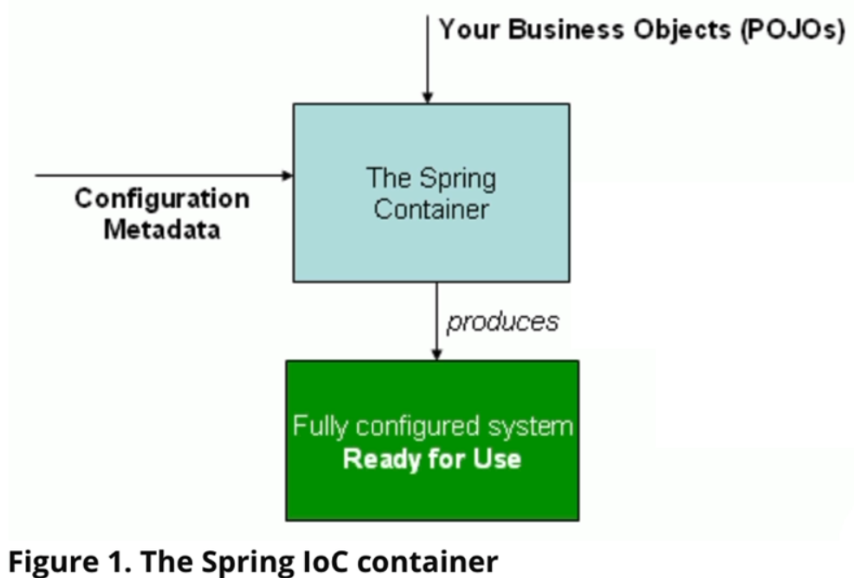 Your Business Objects (POJOs)
The Spring
Container
Configuration
Metadata
produces
Fully configured system
Ready for Use
Figure 1. The Spring IoC container